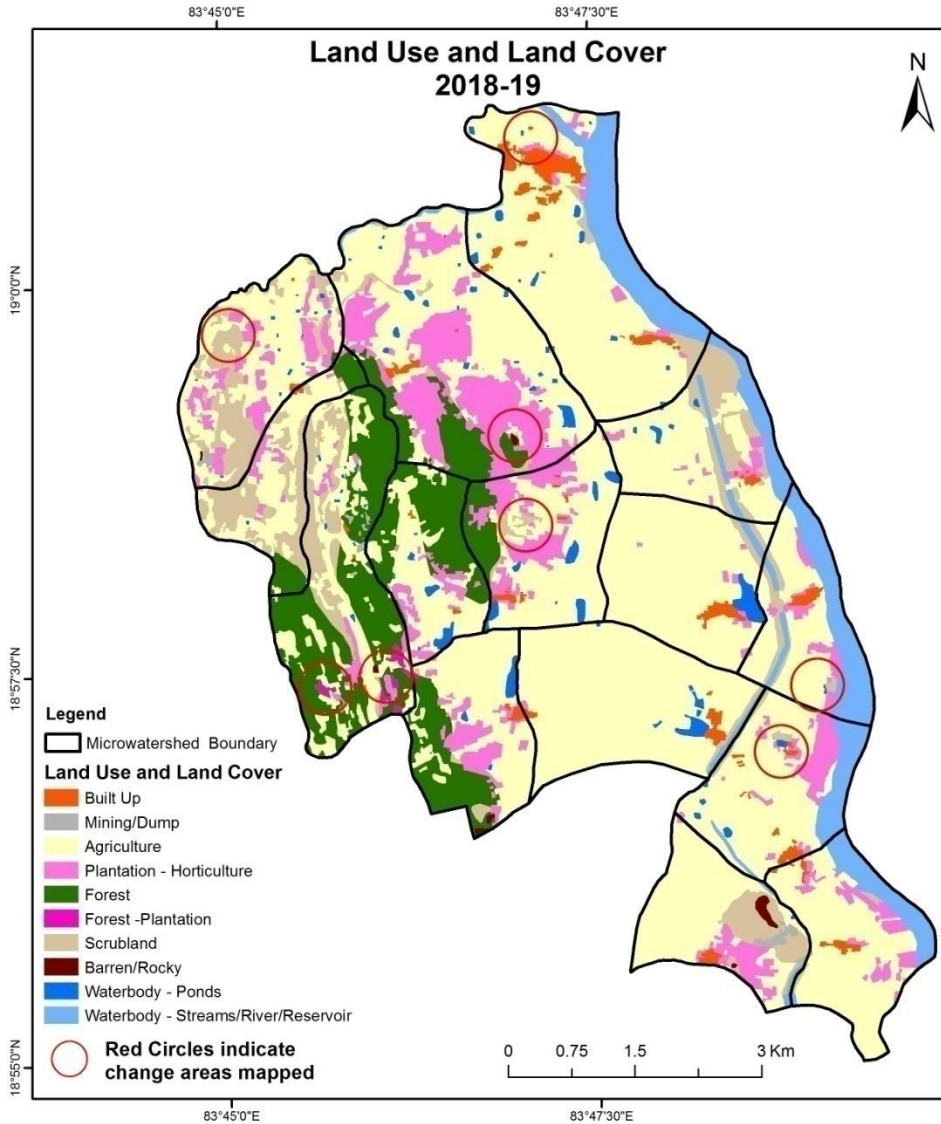 83°45'0"E
83°47'30"E
Land Use and Land Cover
2018-19
N
19°0'0"N
18°57'30"N
18°55'0"N
Legend
Microwatershed Boundary
Land Use and Land Cover
Built Up
Mining/Dump
Agriculture
Plantation - Horticulture
Forest
Forest -Plantation
Scrubland
Barren/Rocky
Waterbody - Ponds
Waterbody - Streams/River/Reservoir
Red Circles indicate
change areas mapped
0 0.75 1.5 3 Km
83°45'0"E
83°47'30"E